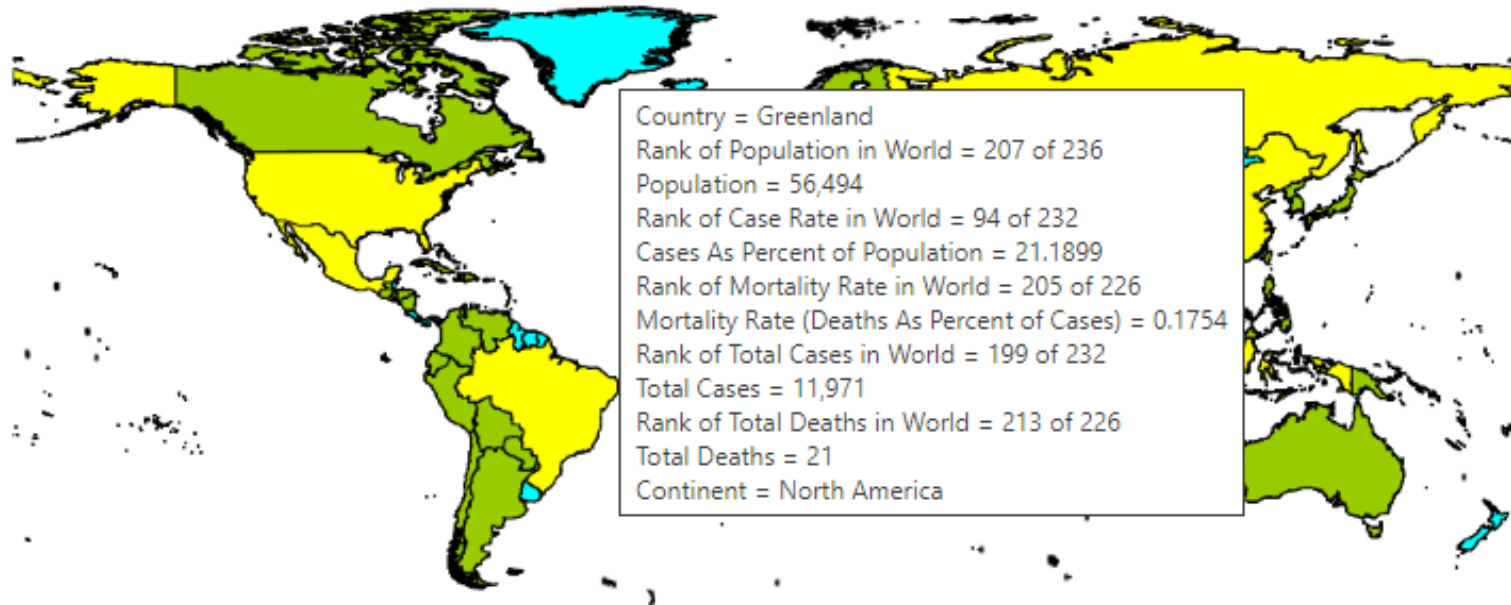 Country = Greenland
Rank of Population in World = 207 of 236
Population = 56,494
Rank of Case Rate in World = 94 of 232
Cases As Percent of Population = 21.1899
Rank of Mortality Rate in World = 205 of 226
Mortality Rate (Deaths As Percent of Cases) = 0.1754
Rank of Total Cases in World = 199 of 232
Total Cases = 11,971
Rank of Total Deaths in World = 213 of 226
Total Deaths = 21
Continent = North America